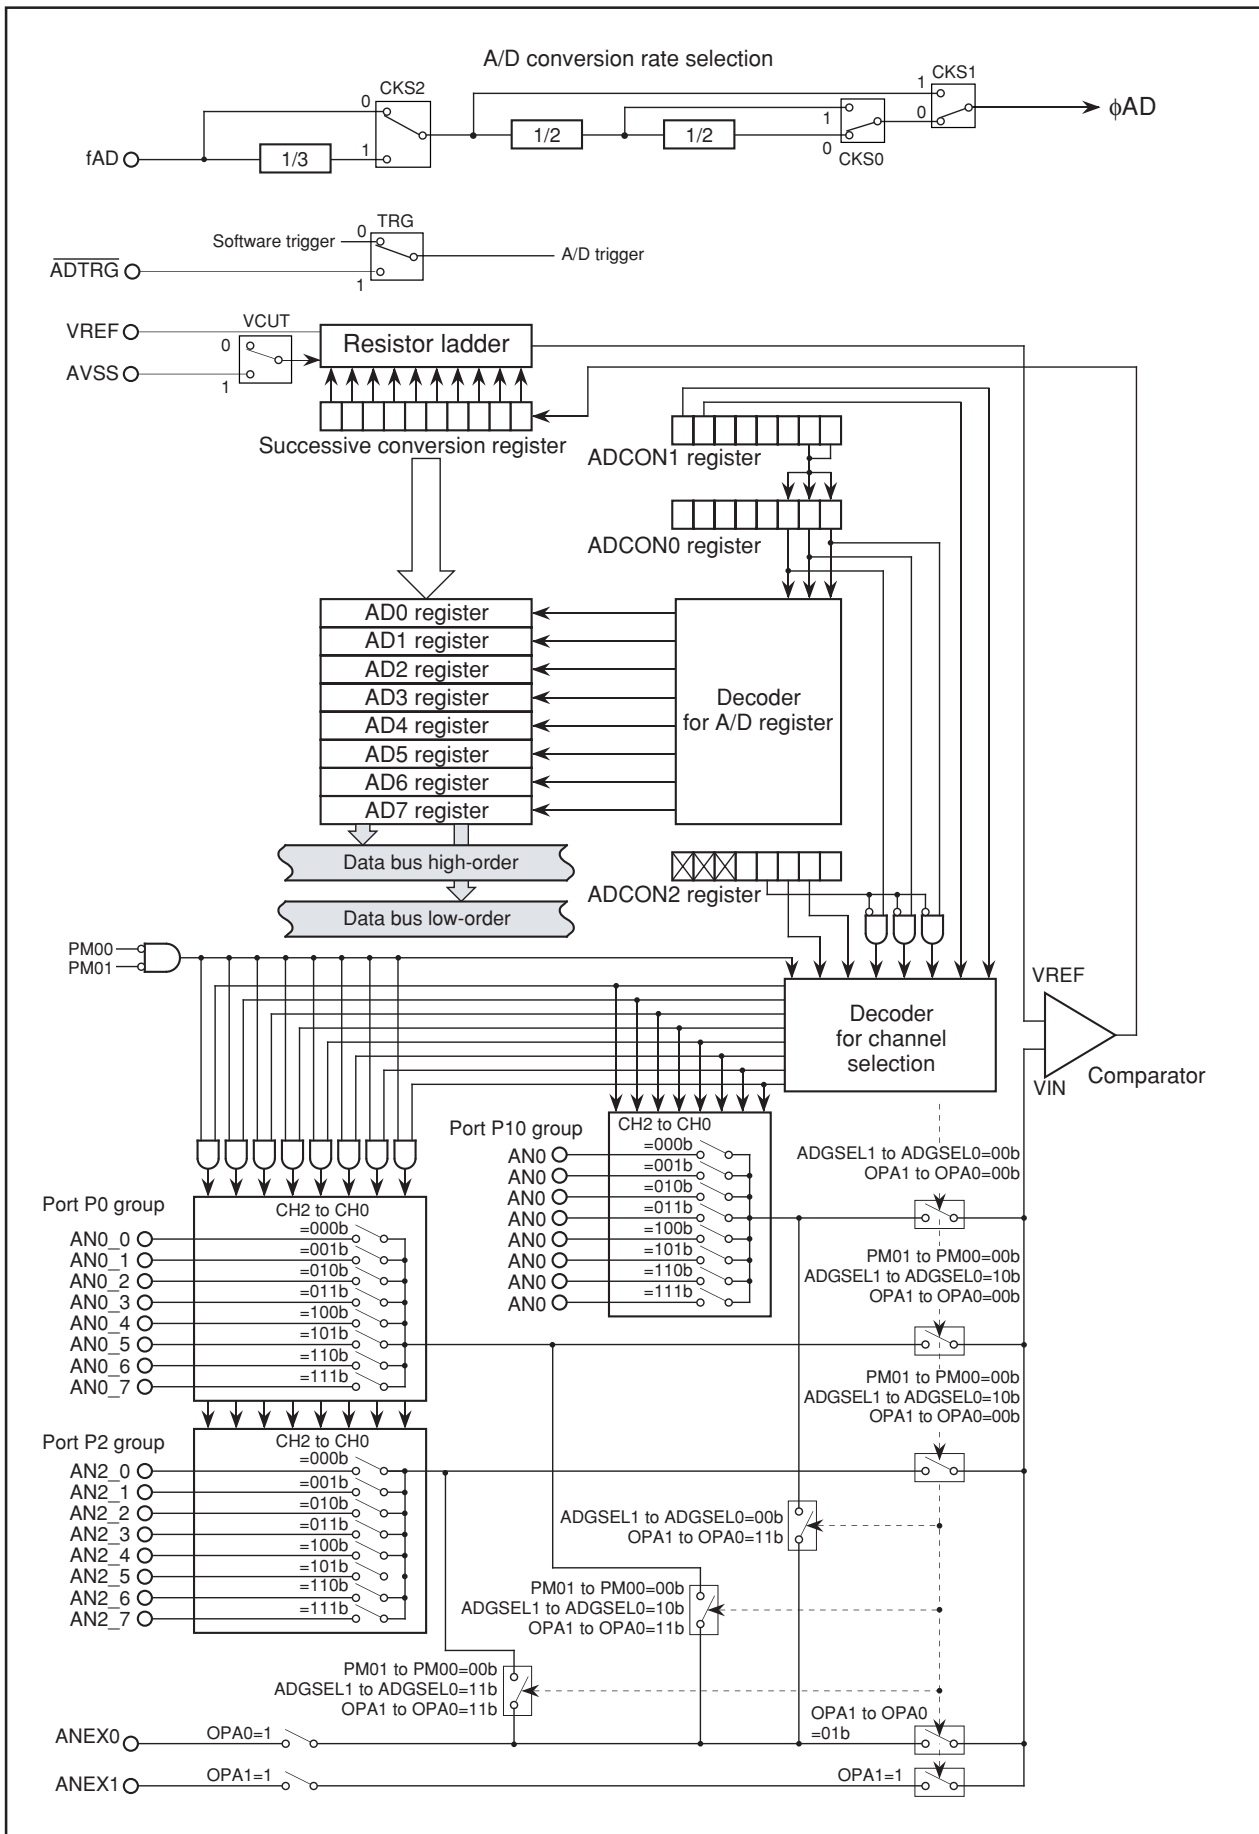 A/D conversion rate selection
CKS2
0
1
fAD
1/3
1/2
1/2
1
0
CKS0
CKS1
1
0
ϕAD
TRG
Software trigger
0
1
A/D trigger
ADTRG
VREF
VCUT
0
1
AVSS
Resistor ladder
Successive conversion register
ADCON1 register
ADCON0 register
AD0 register
AD1 register
AD2 register
AD3 register
AD4 register
AD5 register
AD6 register
AD7 register
Decoder
for A/D register
Data bus high-order
Data bus low-order
ADCON2 register
PM00
PM01
Decoder
for channel
selection
VREF
VIN
Comparator
Port P10 group
CH2 to CH0
AN0
=000b
AN0
=001b
AN0
=010b
AN0
=011b
AN0
=100b
AN0
=101b
AN0
=110b
AN0
=111b
ADGSEL1 to ADGSEL0=00b
OPA1 to OPA0=00b
PM01 to PM00=00b
ADGSEL1 to ADGSEL0=10b
OPA1 to OPA0=00b
PM01 to PM00=00b
ADGSEL1 to ADGSEL0=10b
OPA1 to OPA0=00b
Port P0 group
CH2 to CH0
AN0_0
=000b
AN0_1
=001b
AN0_2
=010b
AN0_3
=011b
AN0_4
=100b
AN0_5
=101b
AN0_6
=110b
AN0_7
=111b
Port P2 group
CH2 to CH0
AN2_0
=000b
AN2_1
=001b
AN2_2
=010b
AN2_3
=011b
AN2_4
=100b
AN2_5
=101b
AN2_6
=110b
AN2_7
=111b
ADGSEL1 to ADGSEL0=00b
OPA1 to OPA0=11b
PM01 to PM00=00b
ADGSEL1 to ADGSEL0=10b
OPA1 to OPA0=11b
PM01 to PM00=00b
ADGSEL1 to ADGSEL0=11b
OPA1 to OPA0=11b
ANEX0
OPA0=1
OPA1 to OPA0
=01b
ANEX1
OPA1=1
OPA1=1